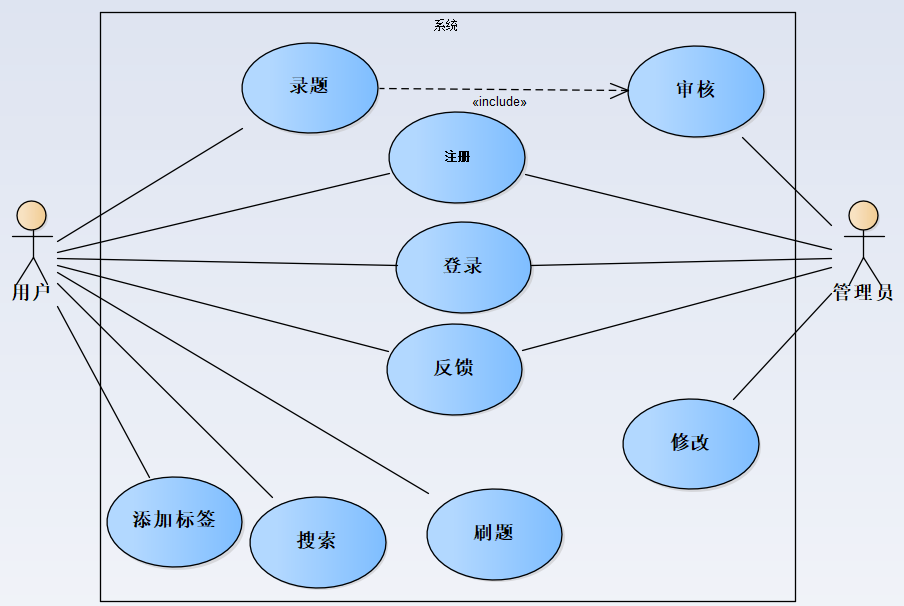 系统
录题
审核
«include»
注册
用户
登录
管理员
反馈
修改
添加标签
搜索
刷题